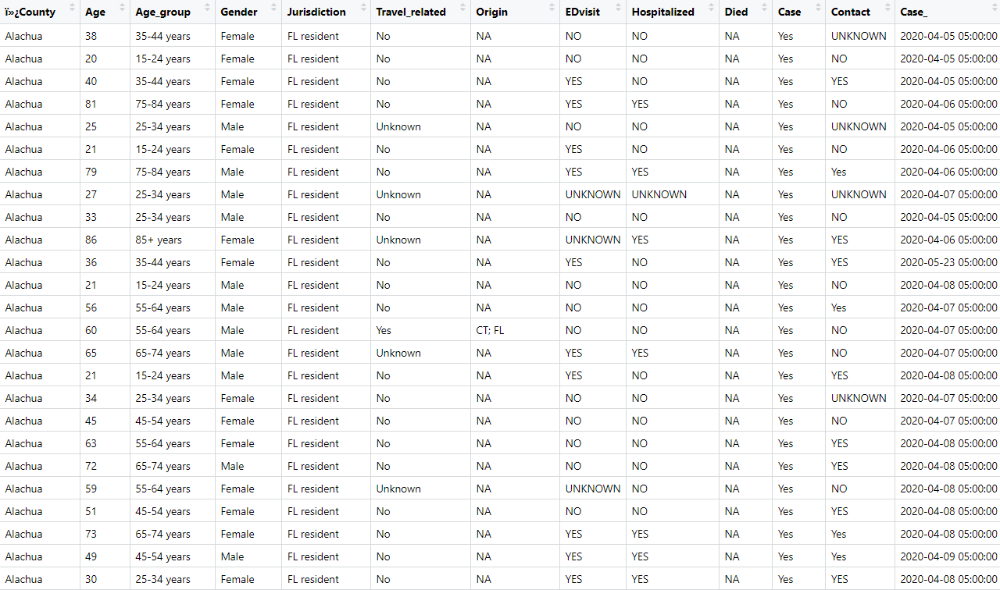 ï»¿County Age Age_group Gender Jurisdiction Travel_related Origin EDvisit Hospitalized Died Case Contact Case_
Alachua 38 35-44 years Female FL resident No NA NO NO NA Yes UNKNOWN 2020-04-05 05:00:00
Alachua 20 15-24 years Female FL resident No NA NO NO NA Yes NO 2020-04-05 05:00:00
Alachua 40 35-44 years Female FL resident No NA YES NO NA Yes YES 2020-04-05 05:00:00
Alachua 81 75-84 years Female FL resident No NA YES YES NA Yes NO 2020-04-06 05:00:00
Alachua 25 25-34 years Male FL resident Unknown NA NO NO NA Yes UNKNOWN 2020-04-05 05:00:00
Alachua 21 15-24 years Female FL resident No NA YES NO NA Yes NO 2020-04-06 05:00:00
Alachua 79 75-84 years Male FL resident No NA YES YES NA Yes Yes 2020-04-06 05:00:00
Alachua 27 25-34 years Male FL resident Unknown NA UNKNOWN UNKNOWN NA Yes UNKNOWN 2020-04-07 05:00:00
Alachua 33 25-34 years Male FL resident No NA NO NO NA Yes NO 2020-04-05 05:00:00
Alachua 86 85+ years Female FL resident Unknown NA UNKNOWN YES NA Yes YES 2020-04-06 05:00:00
Alachua 36 35-44 years Female FL resident No NA YES NO NA Yes YES 2020-05-23 05:00:00
Alachua 21 15-24 years Male FL resident No NA NO NO NA Yes NO 2020-04-08 05:00:00
Alachua 56 55-64 years Male FL resident No NA NO NO NA Yes Yes 2020-04-07 05:00:00
Alachua 60 55-64 years Male FL resident Yes CT; FL NO NO NA Yes NO 2020-04-07 05:00:00
Alachua 65 65-74 years Male FL resident Unknown NA YES YES NA Yes NO 2020-04-07 05:00:00
Alachua 21 15-24 years Male FL resident No NA YES NO NA Yes YES 2020-04-08 05:00:00
Alachua 34 25-34 years Female FL resident No NA NO NO NA Yes UNKNOWN 2020-04-07 05:00:00
Alachua 45 45-54 years Female FL resident No NA NO NO NA Yes NO 2020-04-07 05:00:00
Alachua 63 55-64 years Female FL resident No NA NO NO NA Yes YES 2020-04-08 05:00:00
Alachua 72 65-74 years Male FL resident No NA NO NO NA Yes YES 2020-04-08 05:00:00
Alachua 59 55-64 years Female FL resident Unknown NA UNKNOWN NO NA Yes NO 2020-04-08 05:00:00
Alachua 51 45-54 years Female FL resident No NA NO NO NA Yes YES 2020-04-08 05:00:00
Alachua 73 65-74 years Female FL resident No NA YES YES NA Yes Yes 2020-04-08 05:00:00
Alachua 49 45-54 years Male FL resident No NA YES YES NA Yes Yes 2020-04-09 05:00:00
Alachua 30 25-34 years Female FL resident No NA YES YES NA Yes YES 2020-04-08 05:00:00